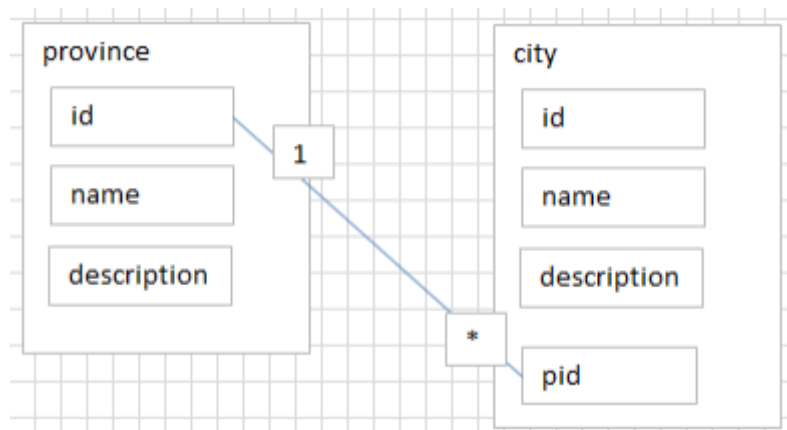 province
id
1
name
description
city
id
name
description
*
pid